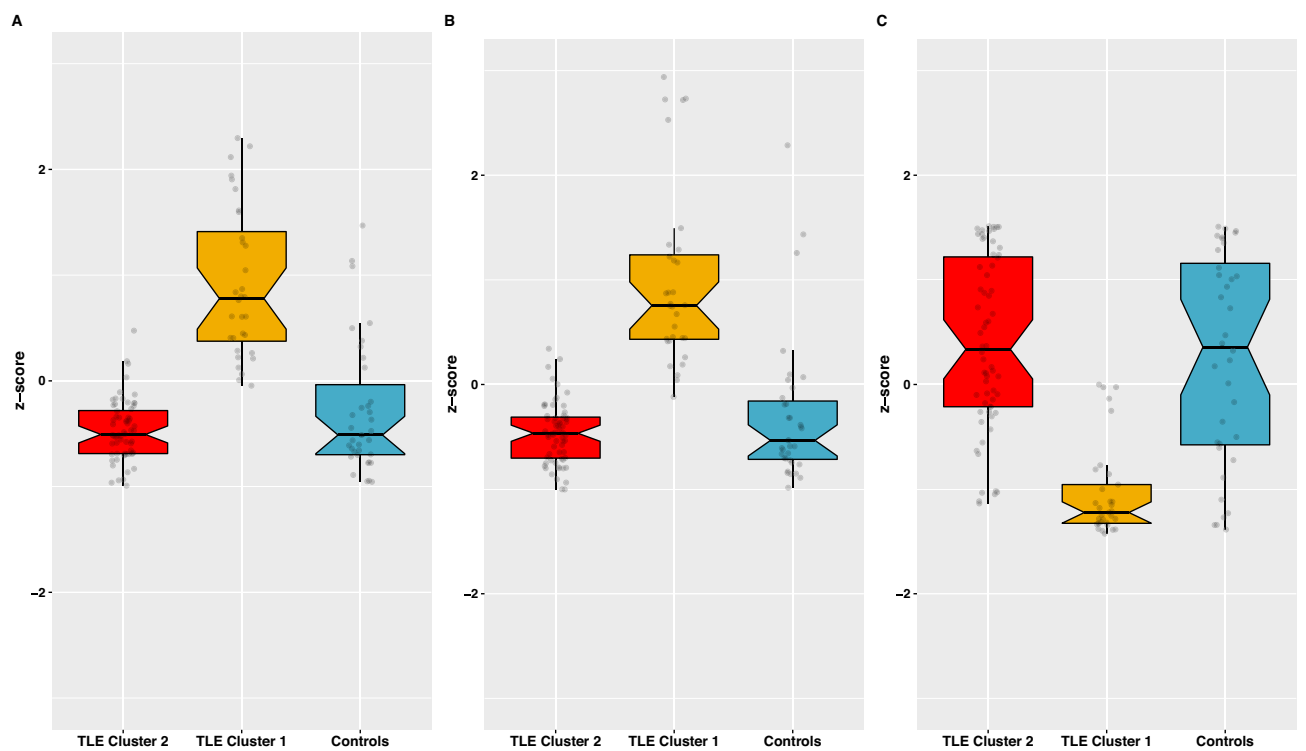 A
B
C
z−score
2
0
−2
TLE Cluster 2
TLE Cluster 1
Controls
z−score
2
0
−2
TLE Cluster 2
TLE Cluster 1
Controls
z−score
2
0
−2
TLE Cluster 2
TLE Cluster 1
Controls